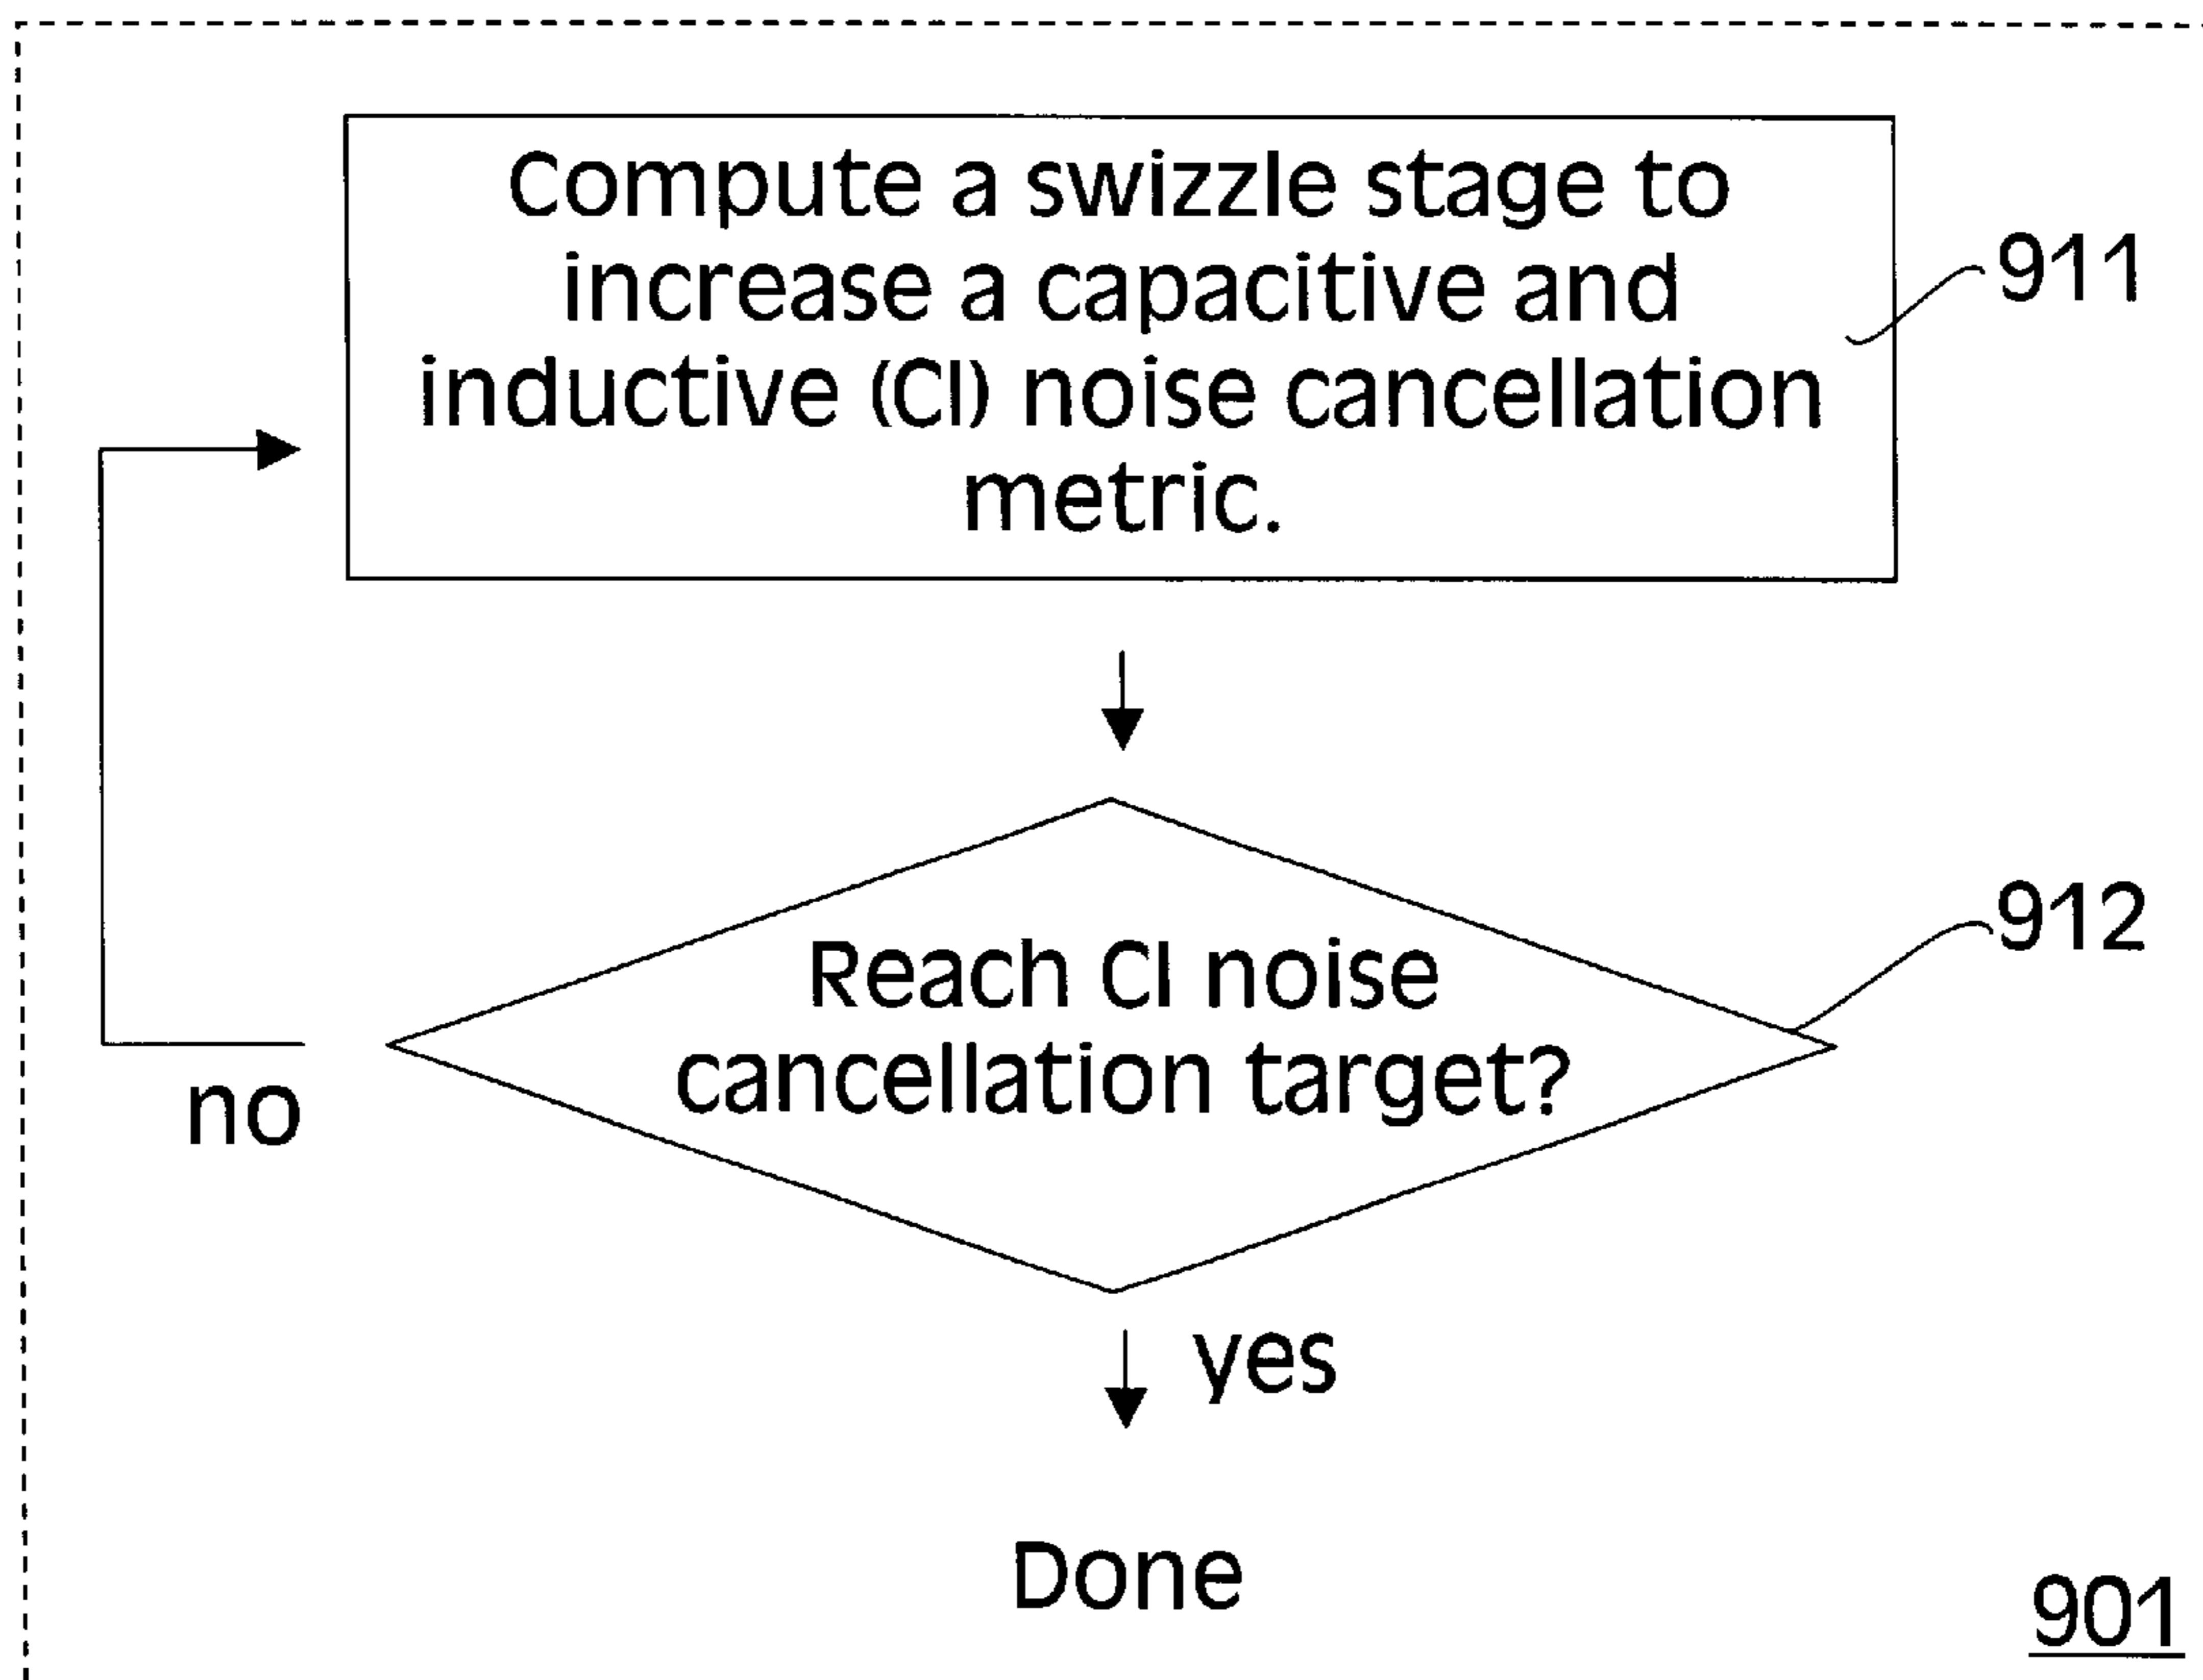 Compute a swizzle stage to
increase a capacitive and
inductive (CI) noise cancellation
metric.
911
Reach CI noise
cancellation target?
912
no
yes
Done
901